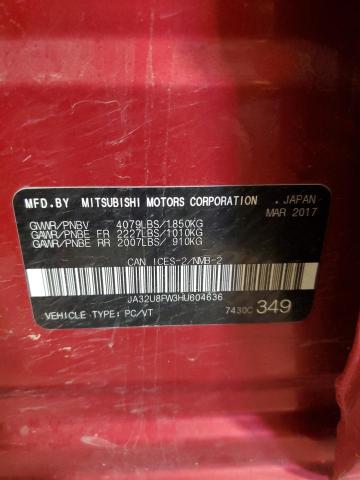 MFD.BY MITSUBISHI MOTORS CORPORATION , JAPAN
MAR 2017
GVWR/PNBV 4079LBS/1850KG
GAWR/PNBE FR 2227LBS/1010KG
GAWR/PNBE RR 2007LBS/ 910KG
CAN ICES-2/NMB-2
JA32U8FW3HU604636
VEHICLE TYPE: PC/VT 7430C 349